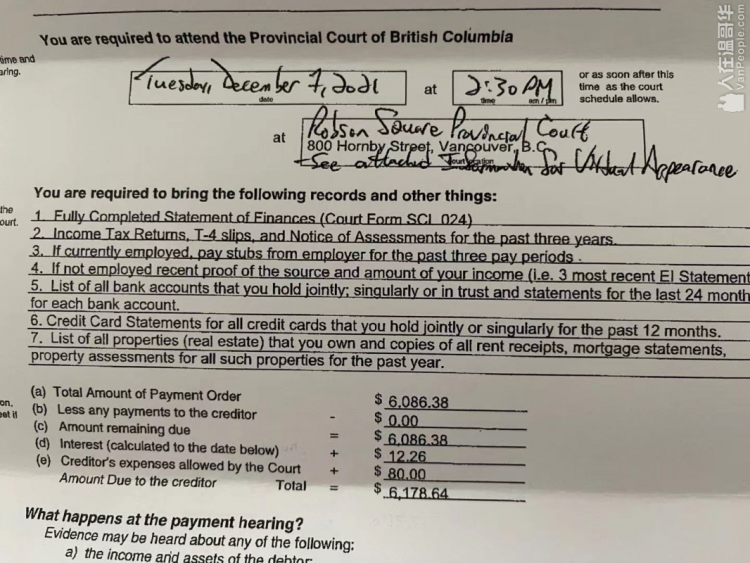 You are required to attend the Provincial Court of British Columbia
ime and
aring.
Tuesday, December 7, 2021 at 2:30 PM or as soon after this
date time am / pm time as the court
schedule allows.
at Robson Square Provincial Court
800 Hornby Street, Vancouver, B.C.
See attached Information for Virtual Appearance
You are required to bring the following records and other things:
the
ourt.
1. Fully Completed Statement of Finances (Court Form SCL 024)
2. Income Tax Returns, T-4 slips, and Notice of Assessments for the past three years.
3. If currently employed, pay stubs from employer for the past three pay periods .
4. If not employed recent proof of the source and amount of your income (i.e. 3 most recent EI Statement
5. List of all bank accounts that you hold jointly; singularly or in trust and statements for the last 24 month
for each bank account.
6. Credit Card Statements for all credit cards that you hold jointly or singularly for the past 12 months.
7. List of all properties (real estate) that you own and copies of all rent receipts, mortgage statements,
property assessments for all such properties for the past year.
on.
(a) Total Amount of Payment Order $ 6,086.38
(b) Less any payments to the creditor - $ 0.00
(c) Amount remaining due = $ 6,086.38
(d) Interest (calculated to the date below) + $ 12.26
(e) Creditor's expenses allowed by the Court + $ 80.00
Amount Due to the creditor Total = $ 6,178.64
What happens at the payment hearing?
Evidence may be heard about any of the following:
a) the income and assets of the debtor;
人在温哥华
VanPeople.com